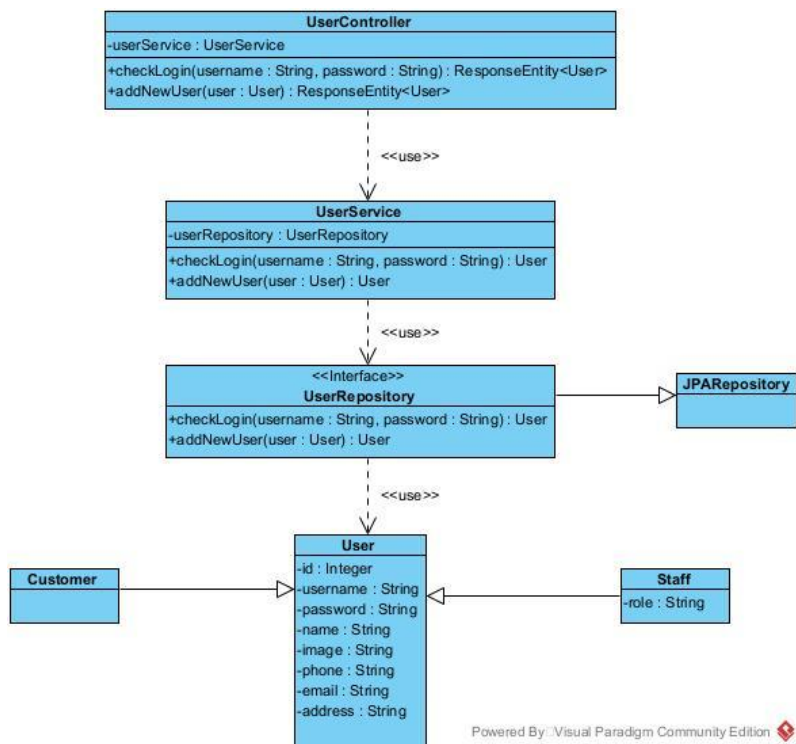 UserController
-userService : UserService
+checkLogin(username : String, password : String) : ResponseEntity<User>
+addNewUser(user : User) : ResponseEntity<User>
<<use>>
UserService
-userRepository : UserRepository
+checkLogin(username : String, password : String) : User
+addNewUser(user : User) : User
<<use>>
<<Interface>>
UserRepository
+checkLogin(username : String, password : String) : User
+addNewUser(user : User) : User
JPARepository
<<use>>
User
-id : Integer
-username : String
-password : String
-name : String
-image : String
-phone : String
-email : String
-address : String
Customer
Staff
-role : String
Powered By Visual Paradigm Community Edition